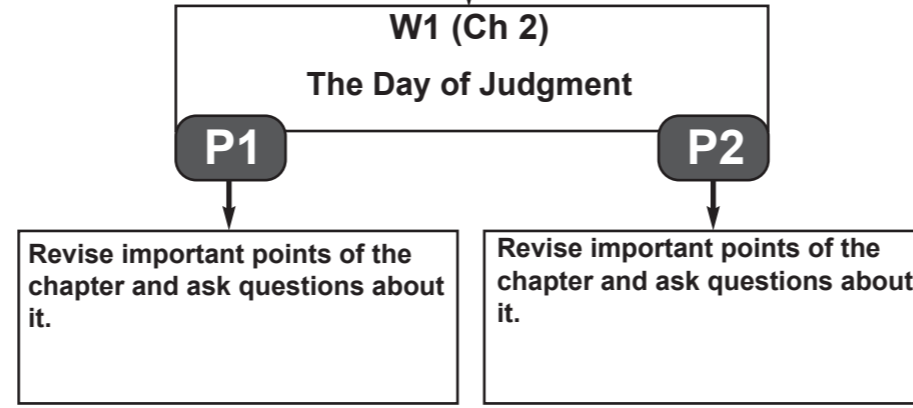 W1 (Ch 2)
The Day of Judgment
P1
P2
Revise important points of the
chapter and ask questions about
it.
Revise important points of the
chapter and ask questions about
it.